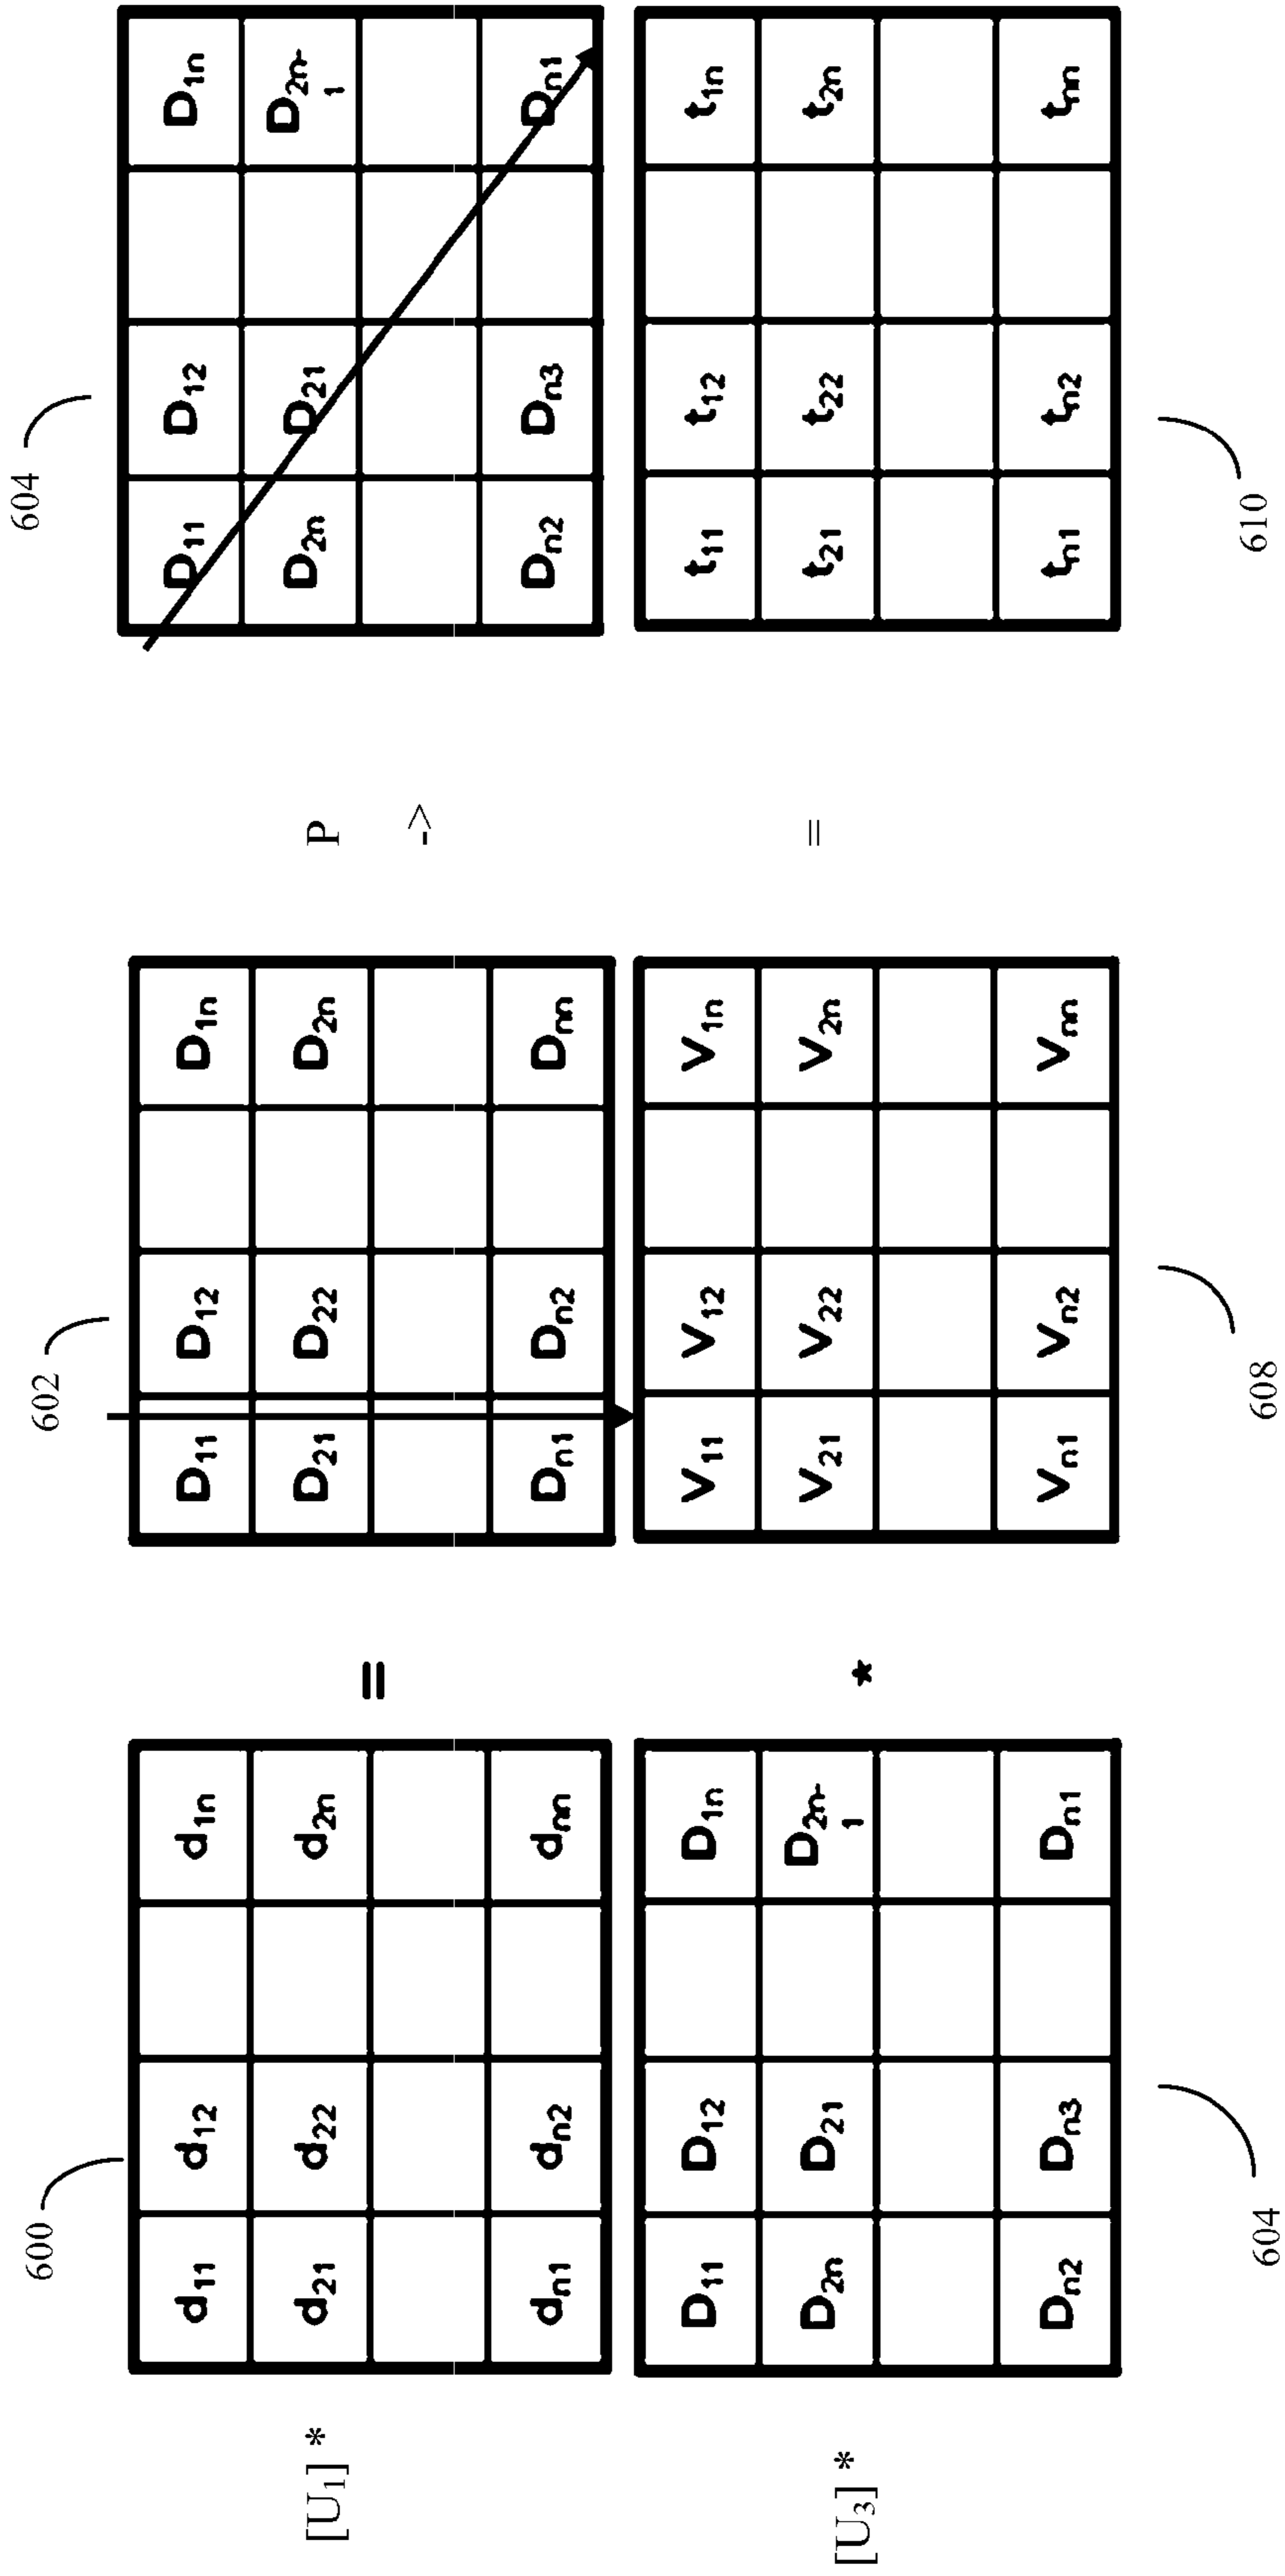 600 602 604
d11 d12 d1n D11 D12 D1n D11 D12 D1n
[U1] * d21 d22 d2n = D21 D22 D2n P D2n D21 D2n-1
->
dn1 dn2 dnn Dn1 Dn2 Dnn Dn2 Dn3 Dn1
D11 D12 D1n V11 V12 V1n t11 t12 t1n
[U3] * D2n D21 D2n-1 * V21 V22 V2n = t21 t22 t2n
Dn2 Dn3 Dn1 Vn1 Vn2 Vnn tn1 tn2 tnn
604 608 610